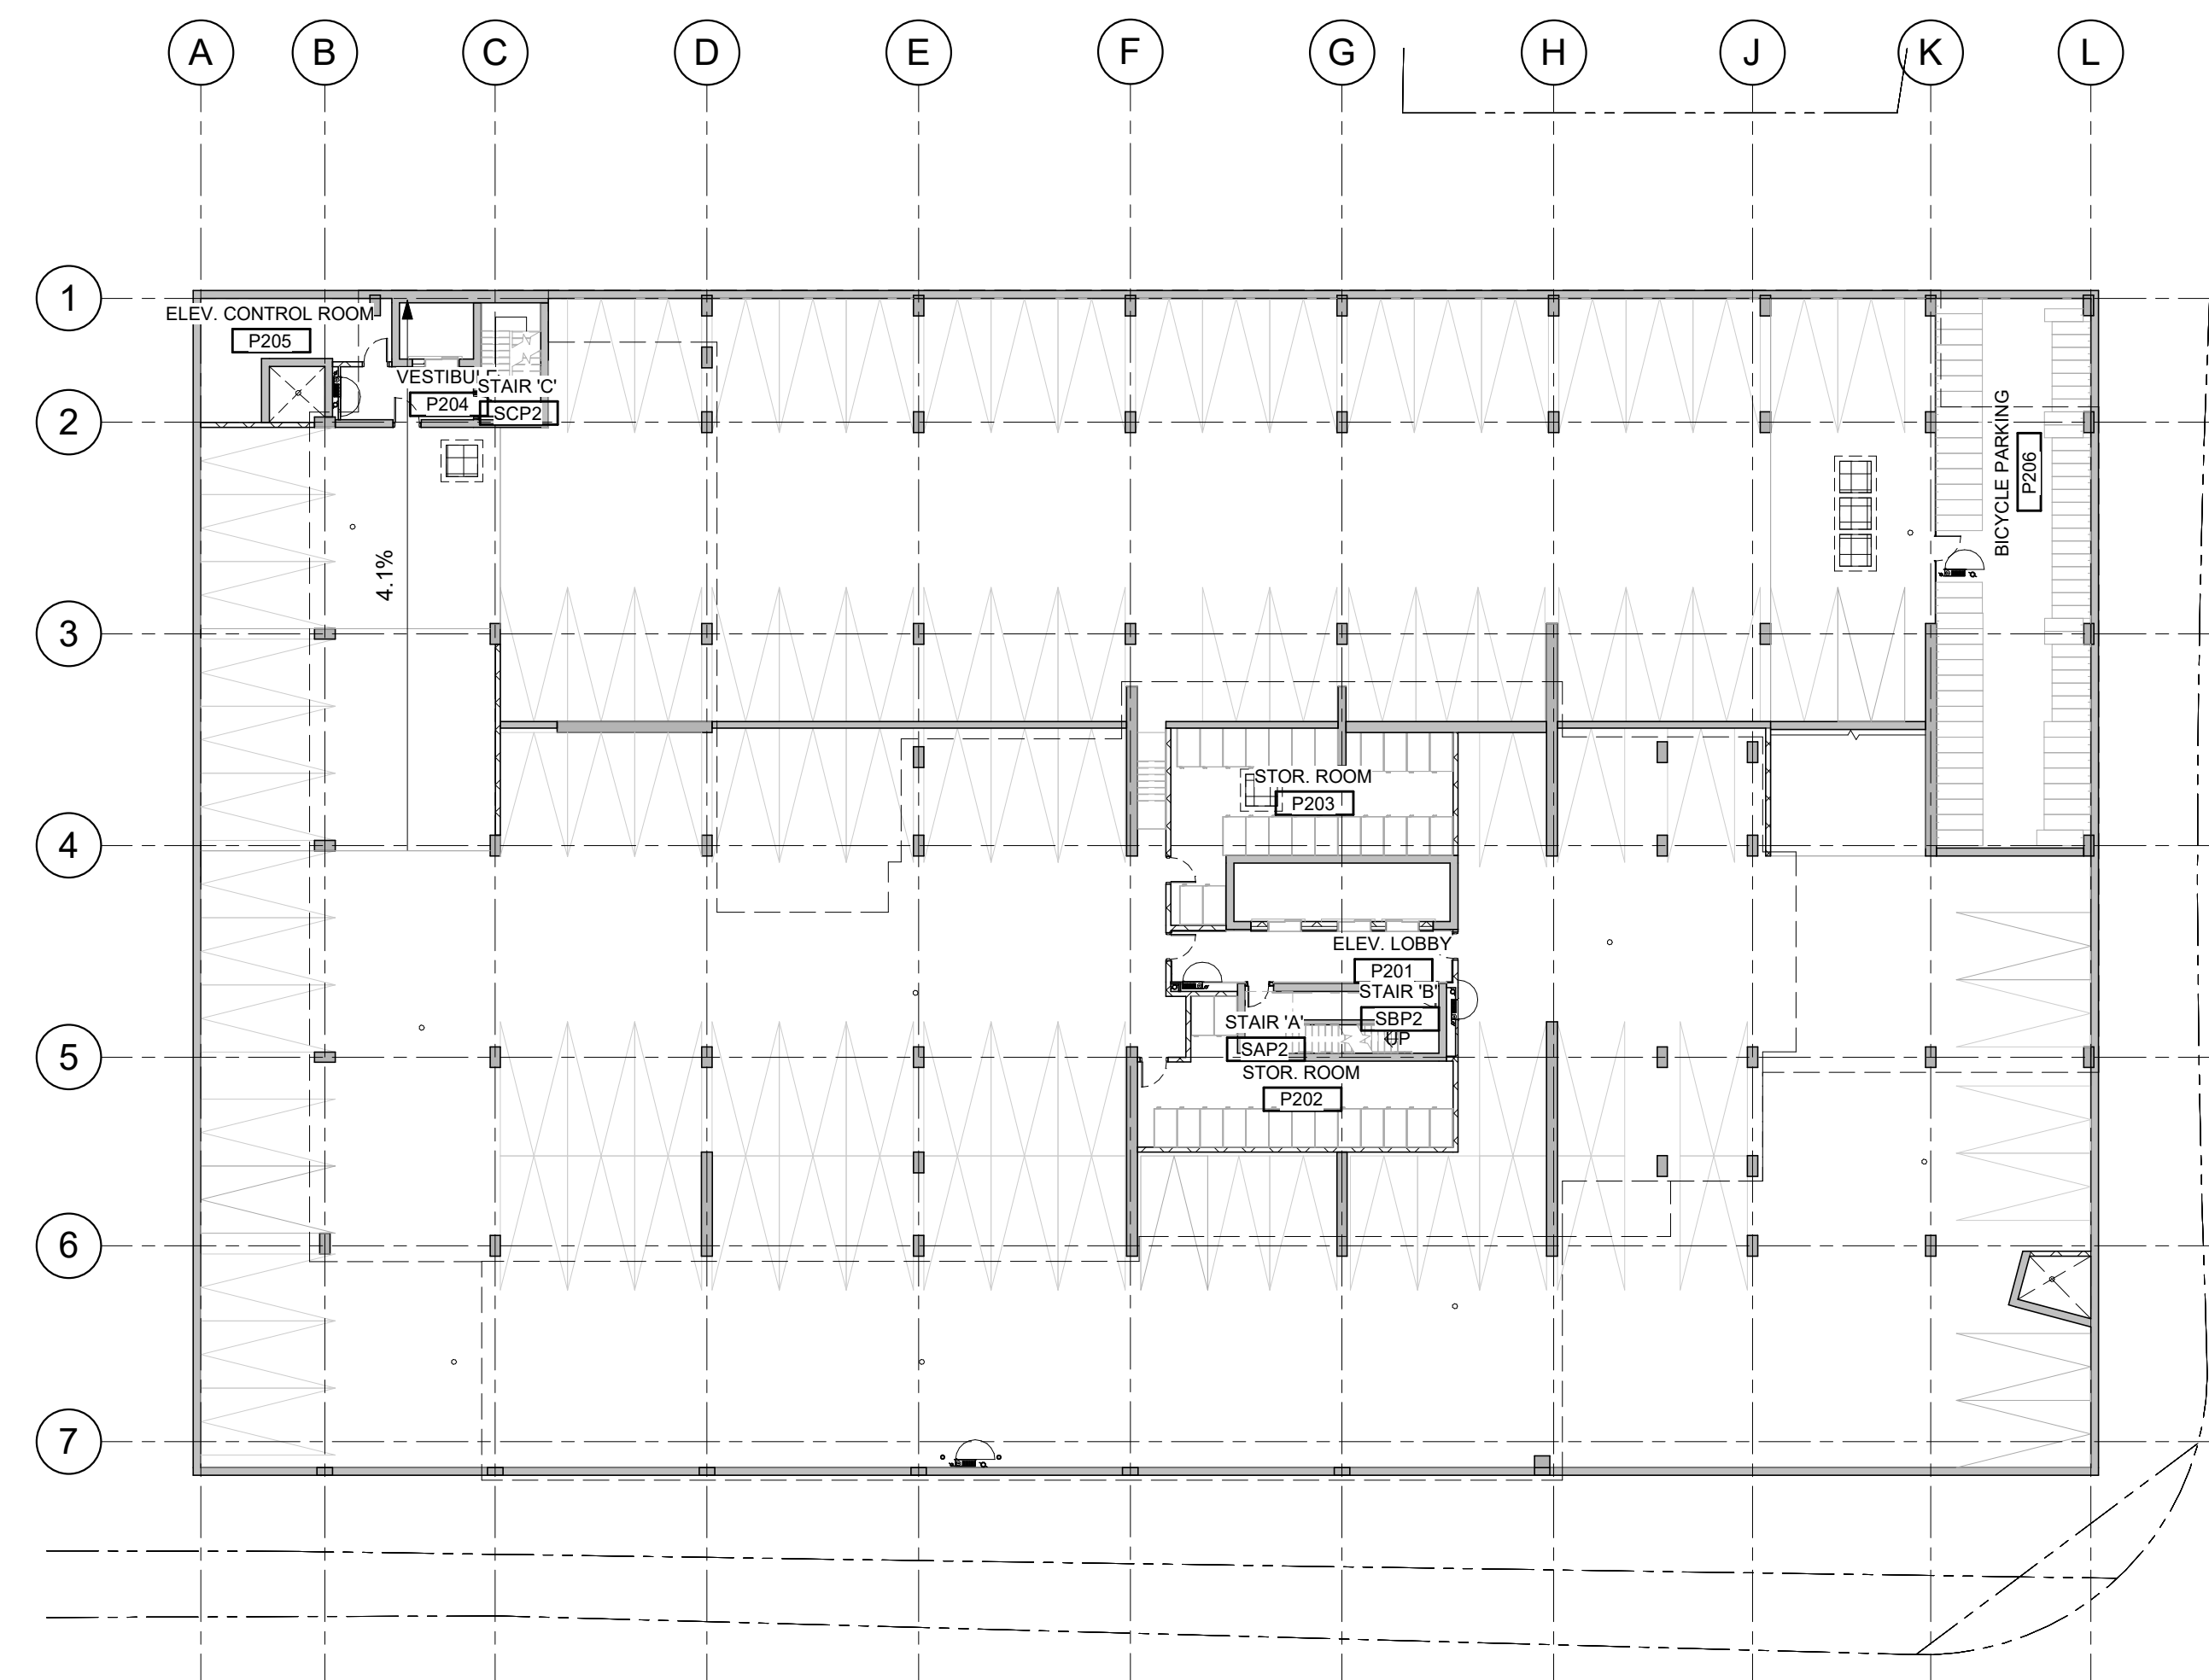 A B C D E F G H J K L
1
ELEV. CONTROL ROOM
P205
VESTIBULE
P204
STAIR 'C'
SCP2
2
BICYCLE PARKING
P206
4.1%
3
STOR. ROOM
P203
4
ELEV. LOBBY
P201
STAIR 'B'
SBP2
UP
STAIR 'A'
SAP2
5
STOR. ROOM
P202
6
7